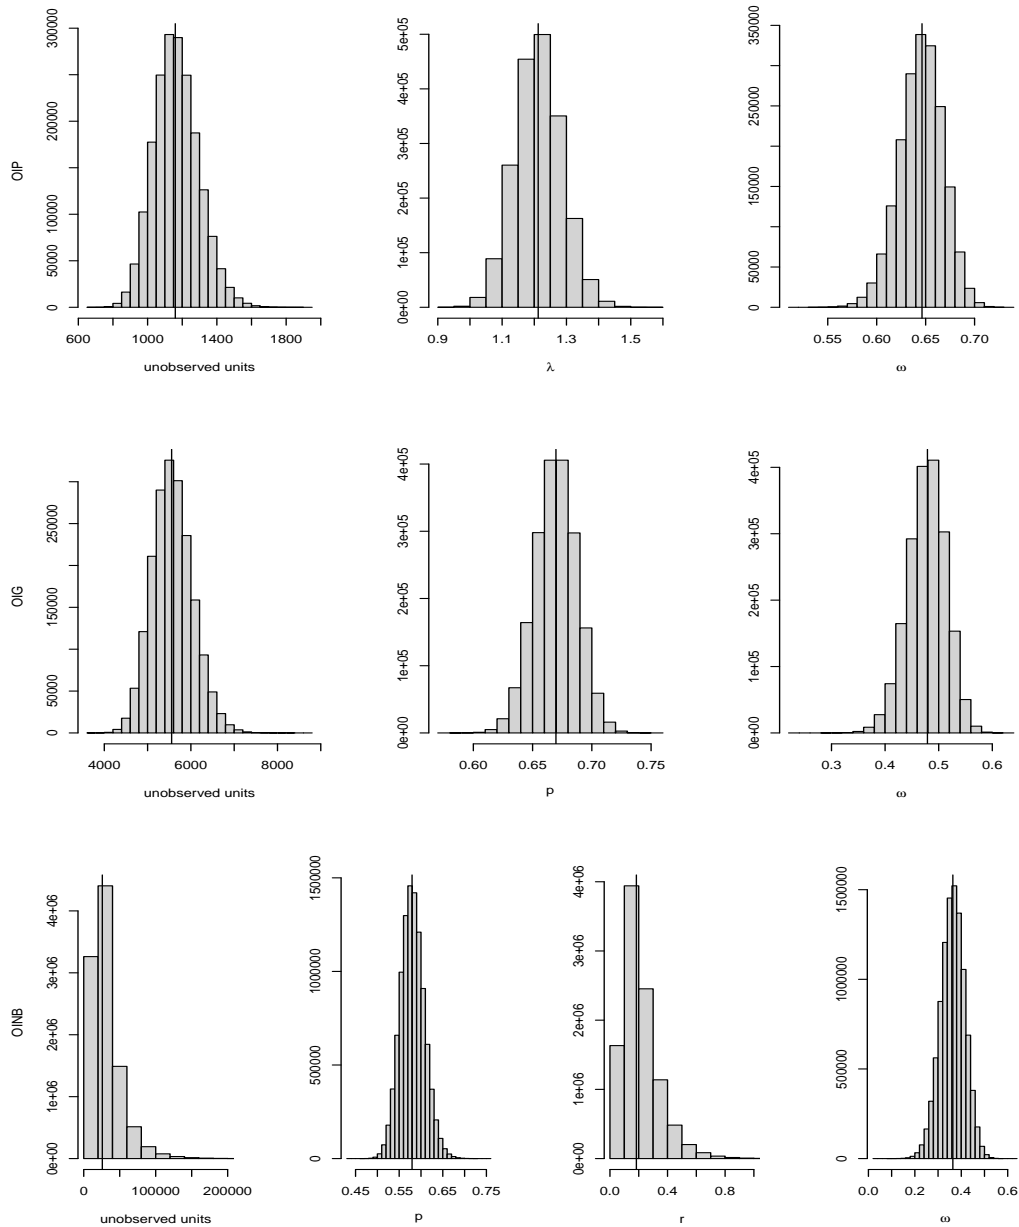 OIP
0 50000 100000 200000 300000
600 1000 1400 1800
unobserved units
0e+00 1e+05 2e+05 3e+05 4e+05 5e+05
0.9 1.1 1.3 1.5
λ
0 50000 150000 250000 350000
0.55 0.60 0.65 0.70
ω
OIG
0 50000 150000 250000
4000 6000 8000
unobserved units
0e+00 1e+05 2e+05 3e+05 4e+05
0.60 0.65 0.70 0.75
p
0e+00 1e+05 2e+05 3e+05 4e+05
0.3 0.4 0.5 0.6
ω
OINB
0e+00 1e+06 2e+06 3e+06 4e+06
0 100000 200000
unobserved units
0 500000 1000000 1500000
0.45 0.55 0.65 0.75
p
0e+00 1e+06 2e+06 3e+06 4e+06
0.0 0.4 0.8
r
0 500000 1000000 1500000
0.0 0.2 0.4 0.6
ω